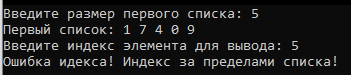 Введите размер первого списка: 5
Первый список: 1 7 4 0 9
Введите индекс элемента для вывода: 5
Ошибка идекса! Индекс за пределами списка!